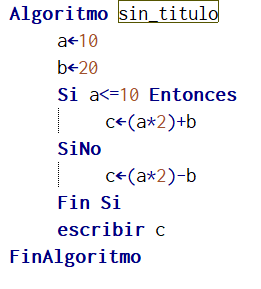 Algoritmo sin_titulo
a←10
b←20
Si a<=10 Entonces
c←(a*2)+b
SiNo
c←(a*2)-b
Fin Si
escribir c
FinAlgoritmo